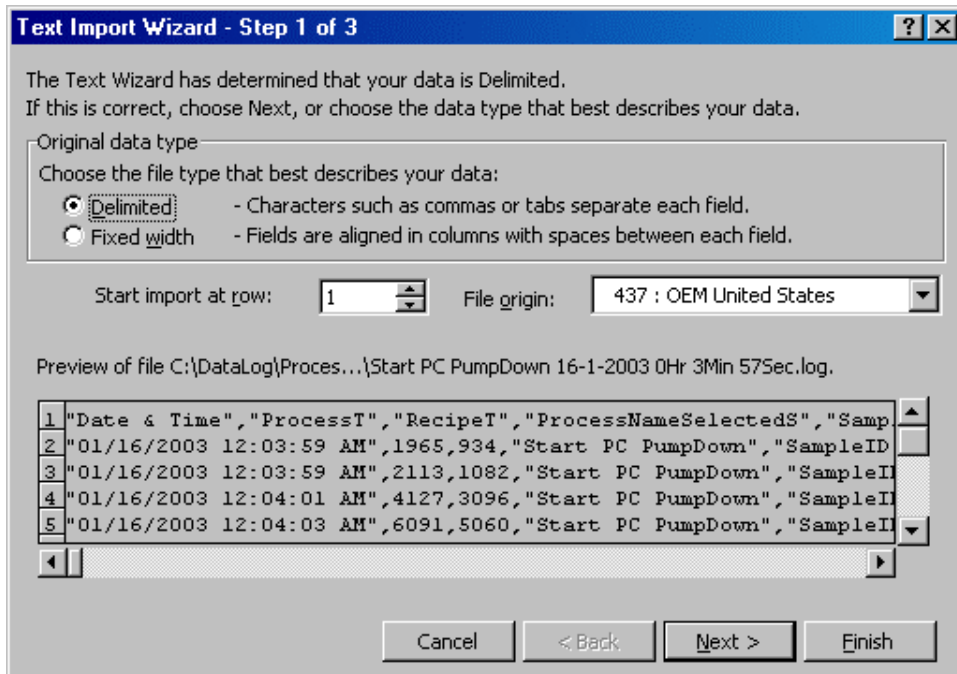 Text Import Wizard - Step 1 of 3
The Text Wizard has determined that your data is Delimited.
If this is correct, choose Next, or choose the data type that best describes your data.
Original data type
Choose the file type that best describes your data:
Delimited - Characters such as commas or tabs separate each field.
Fixed width - Fields are aligned in columns with spaces between each field.
Start import at row: 1 File origin: 437 : OEM United States
Preview of file C:\DataLog\Proces...\Start PC PumpDown 16-1-2003 0Hr 3Min 57Sec.log.
1 "Date & Time","ProcessT","RecipeT","ProcessNameSelectedS","Samp
2 "01/16/2003 12:03:59 AM",1965,934,"Start PC PumpDown","SampleID
3 "01/16/2003 12:03:59 AM",2113,1082,"Start PC PumpDown","SampleI
4 "01/16/2003 12:04:01 AM",4127,3096,"Start PC PumpDown","SampleI
5 "01/16/2003 12:04:03 AM",6091,5060,"Start PC PumpDown","SampleI
Cancel < Back Next > Finish